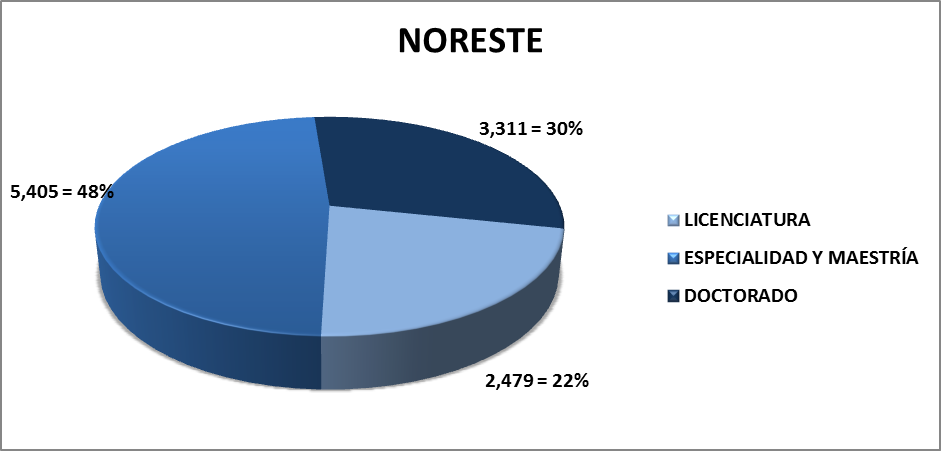 NORESTE
3,311 = 30%
5,405 = 48%
LICENCIATURA
ESPECIALIDAD Y MAESTRÍA
DOCTORADO
2,479 = 22%